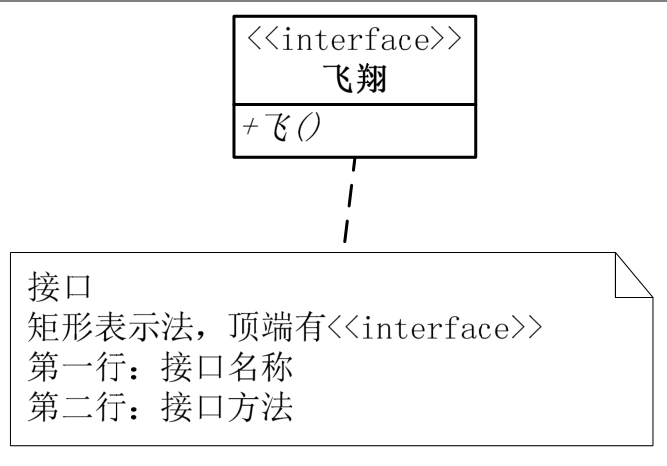 <<interface>>
飞翔
+飞()
接口
矩形表示法，顶端有<<interface>>
第一行：接口名称
第二行：接口方法